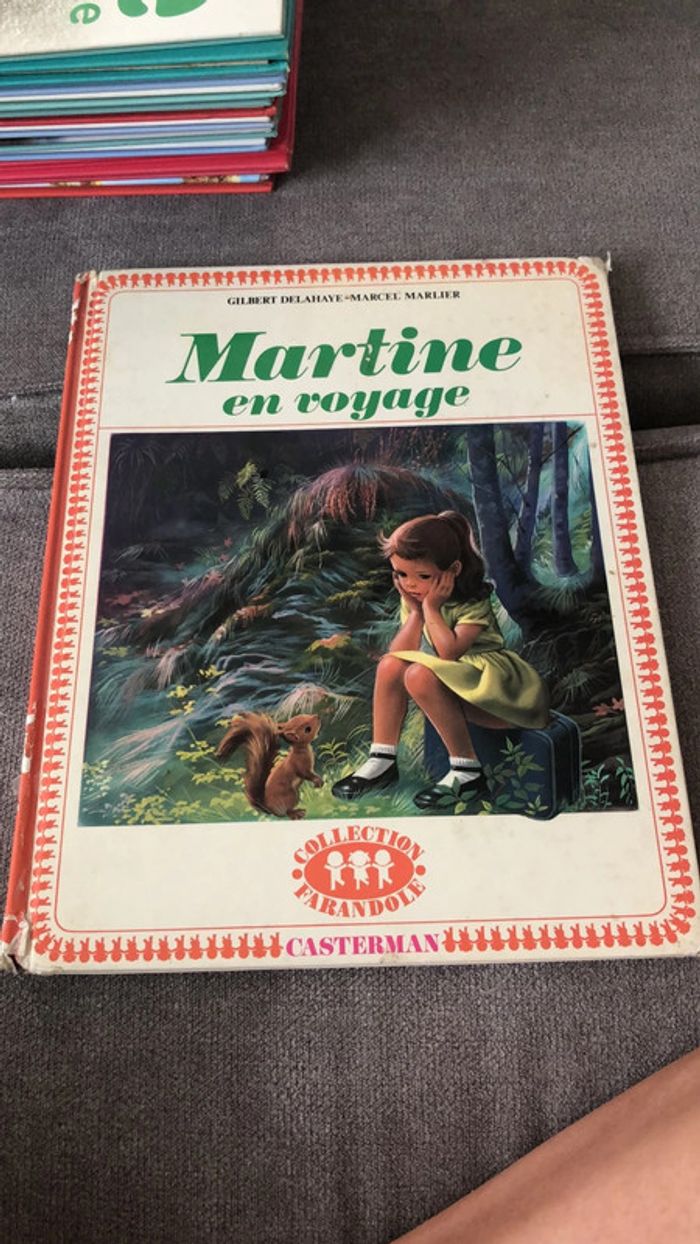 e
GILBERT DELAHAYE-MARCEL MARLIER
Martine
en voyage
COLLECTION
FARANDOLE
CASTERMAN